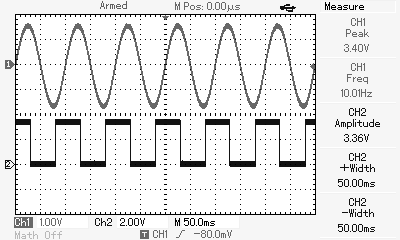 Armed M Pos: 0.00µs Measure
CH1
Peak
3.40V
1
CH1
Freq
10.01Hz
CH2
Amplitude
3.36V
CH2
+Width
50.00ms
2
CH2
-Width
50.00ms
Ch1 1.00V Ch2 2.00V M 50.0ms
Math Off T CH1 -80.0mV